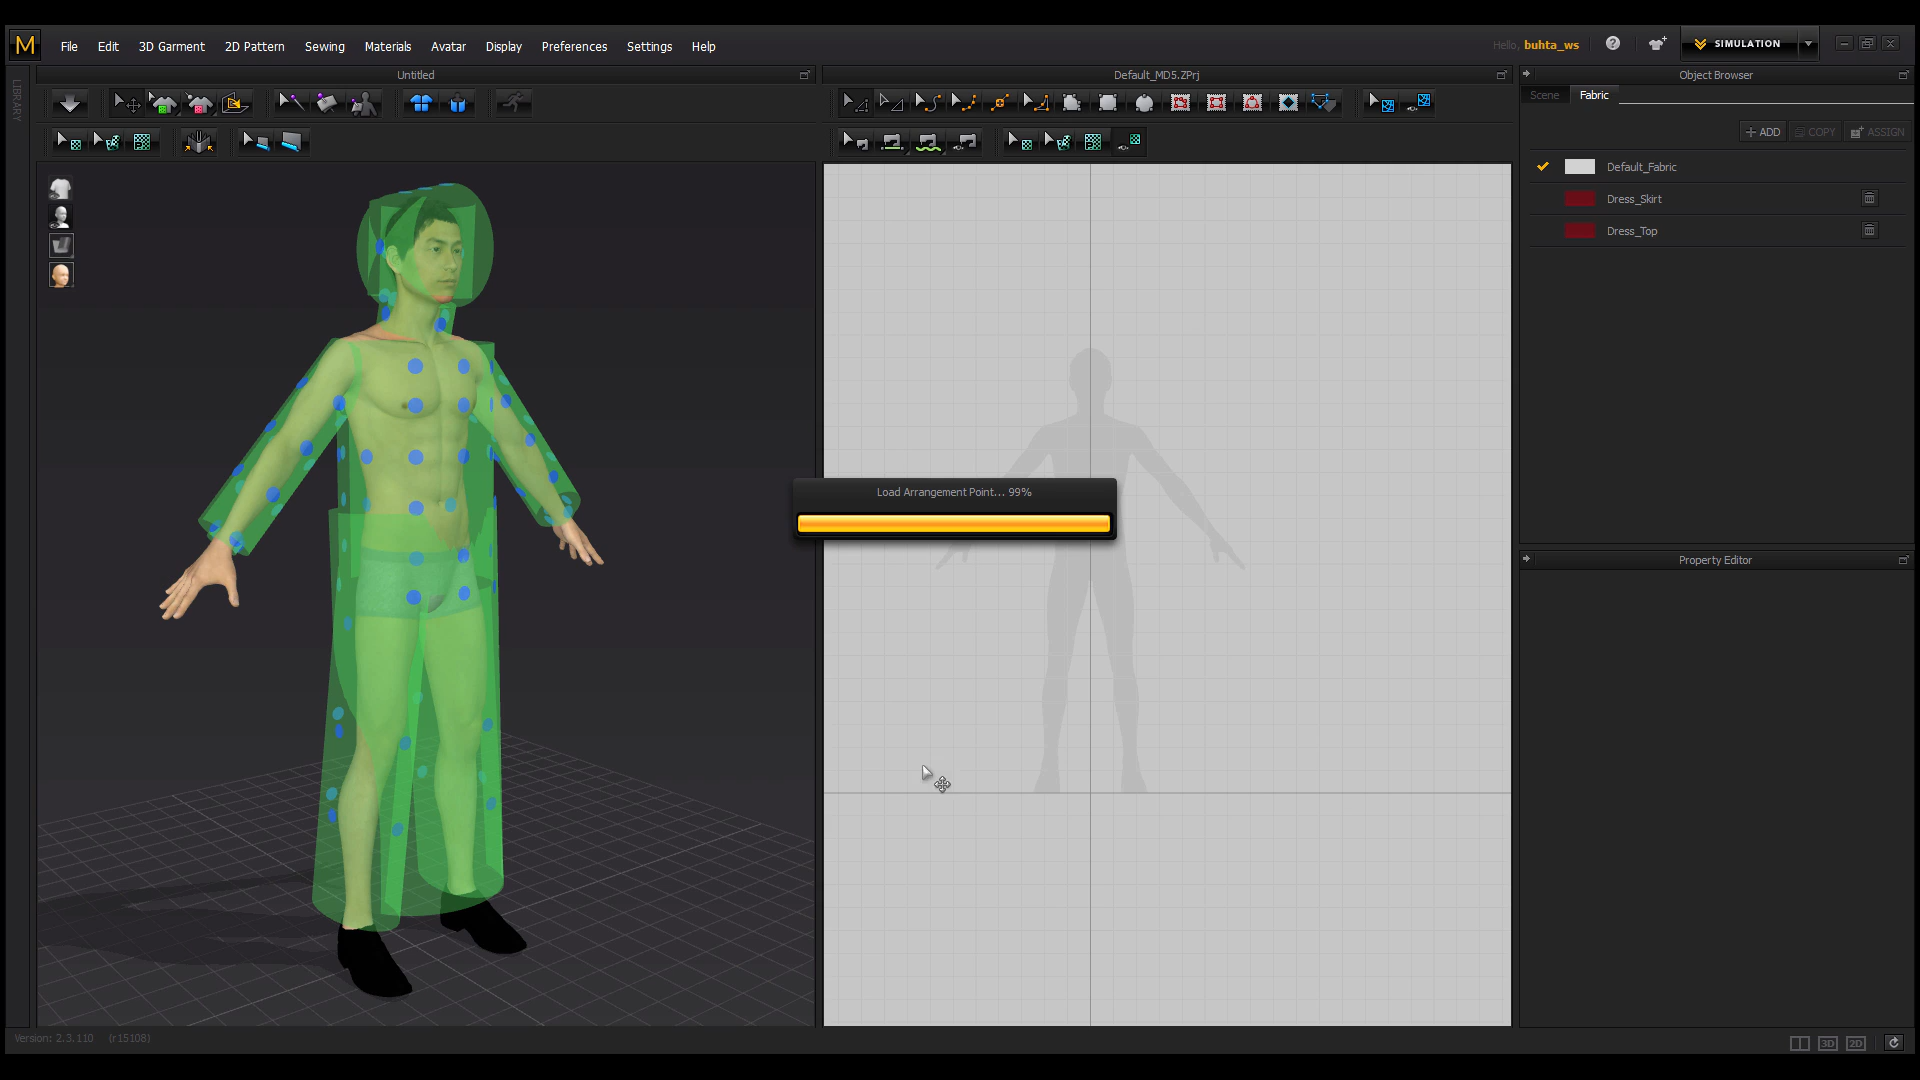 M
File Edit 3D Garment 2D Pattern Sewing Materials Avatar Display Preferences Settings Help
Hello, buhta_ws
?
SIMULATION
LIBRARY
Untitled
Default_MD5.ZPrj
Object Browser
Scene Fabric
ADD COPY ASSIGN
Default_Fabric
Dress_Skirt
Dress_Top
Load Arrangement Point... 99%
Property Editor
Version: 2.3.110 (r15108)
3D 2D